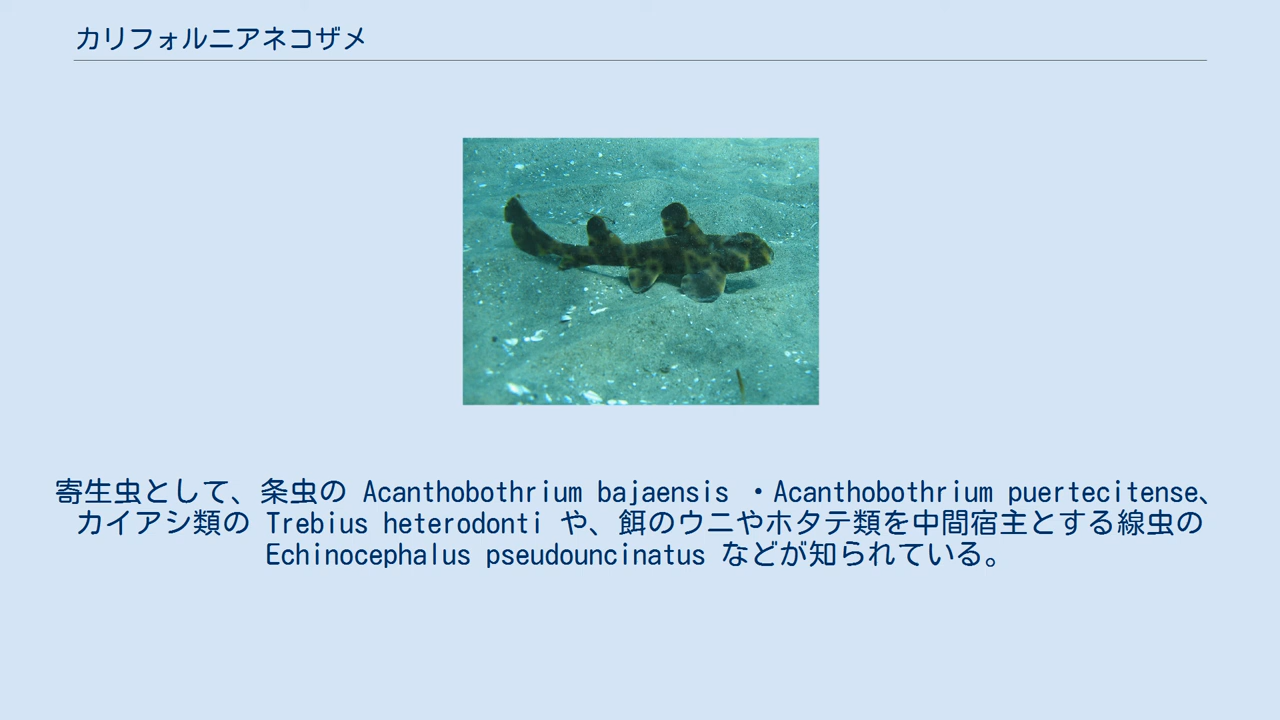 カリフォルニアネコザメ
寄生虫として、条虫の Acanthobothrium bajaensis ・Acanthobothrium puertecitense、
カイアシ類の Trebius heterodonti や、餌のウニやホタテ類を中間宿主とする線虫の
Echinocephalus pseudouncinatus などが知られている。